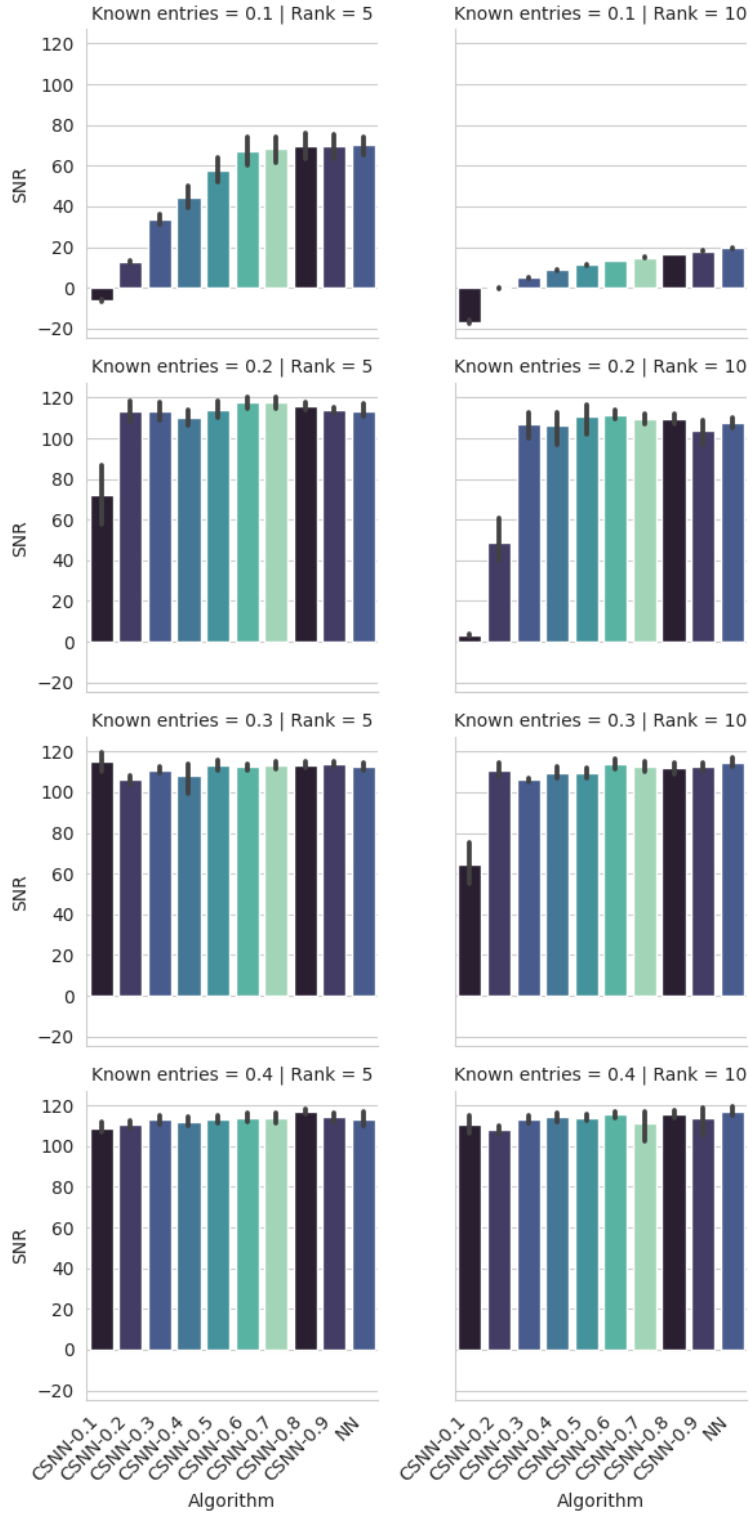 Known entries = 0.1 | Rank = 5
Known entries = 0.1 | Rank = 10
120
100
80
60
40
20
0
−20
SNR
Known entries = 0.2 | Rank = 5
Known entries = 0.2 | Rank = 10
120
100
80
60
40
20
0
−20
SNR
Known entries = 0.3 | Rank = 5
Known entries = 0.3 | Rank = 10
120
100
80
60
40
20
0
−20
SNR
Known entries = 0.4 | Rank = 5
Known entries = 0.4 | Rank = 10
120
100
80
60
40
20
0
−20
SNR
CSNN-0.1
CSNN-0.2
CSNN-0.3
CSNN-0.4
CSNN-0.5
CSNN-0.6
CSNN-0.7
CSNN-0.8
CSNN-0.9
NN
Algorithm
CSNN-0.1
CSNN-0.2
CSNN-0.3
CSNN-0.4
CSNN-0.5
CSNN-0.6
CSNN-0.7
CSNN-0.8
CSNN-0.9
NN
Algorithm